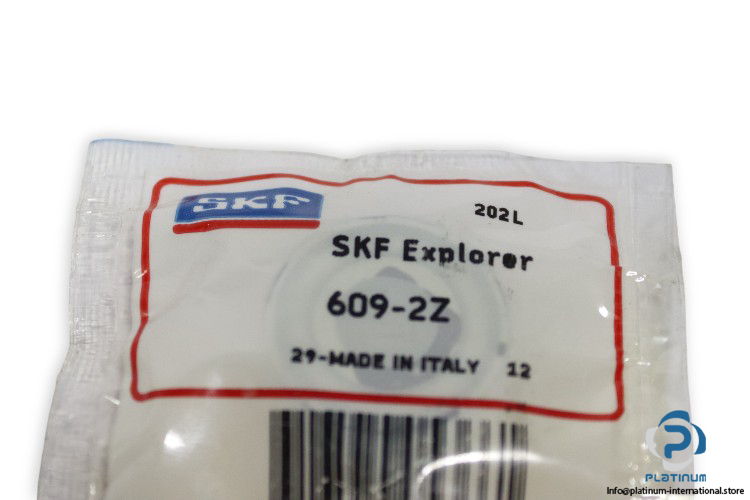 SKF
202L
SKF Explorer
609-2Z
29-MADE IN ITALY 12
PLATINUM
Info@platinum-international.store